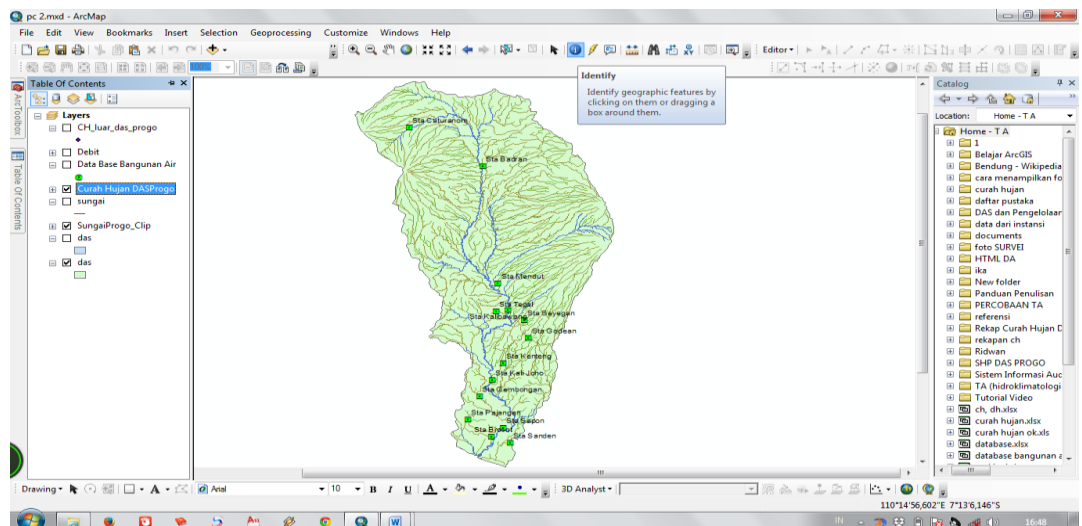 pc 2.mxd - ArcMap
File Edit View Bookmarks Insert Selection Geoprocessing Customize Windows Help
Editor
100%
Identify
Identify geographic features by
clicking on them or dragging a
box around them.
ArcToolbox
Table Of Contents
Table Of Contents
Layers
CH_luar_das_progo
Debit
Data Base Bangunan Air
Curah Hujan DASProgo
sungai
SungaiProgo_Clip
das
das
Sta Caturanom
Sta Badran
Sta Mendut
Sta Tegal
Sta Kalibawang
Sta Beyegan
Sta Godean
Sta Kenteng
Sta Kali Joho
Sta Gembongan
Sta Pajangan
Sta Sapon
Sta Brosot
Sta Sanden
Catalog
Location: Home - T A
Home - T A
1
Belajar ArcGIS
Bendung - Wikipedia
cara menampilkan fo
curah hujan
daftar pustaka
DAS dan Pengelolaar
data dari instansi
documents
foto SURVEI
HTML DA
ika
New folder
Panduan Penulisan
PERCOBAAN TA
referensi
Rekap Curah Hujan D
rekapan ch
Ridwan
SHP DAS PROGO
Sistem Informasi Auc
TA (hidroklimatologi
Tutorial Video
ch, dh.xlsx
curah hujan.xlsx
curah hujan ok.xls
database.xlsx
database bangunan a
Drawing A Arial 10 B I U A 3D Analyst
110°14'56,602"E 7°13'6,146"S
IN 16:48